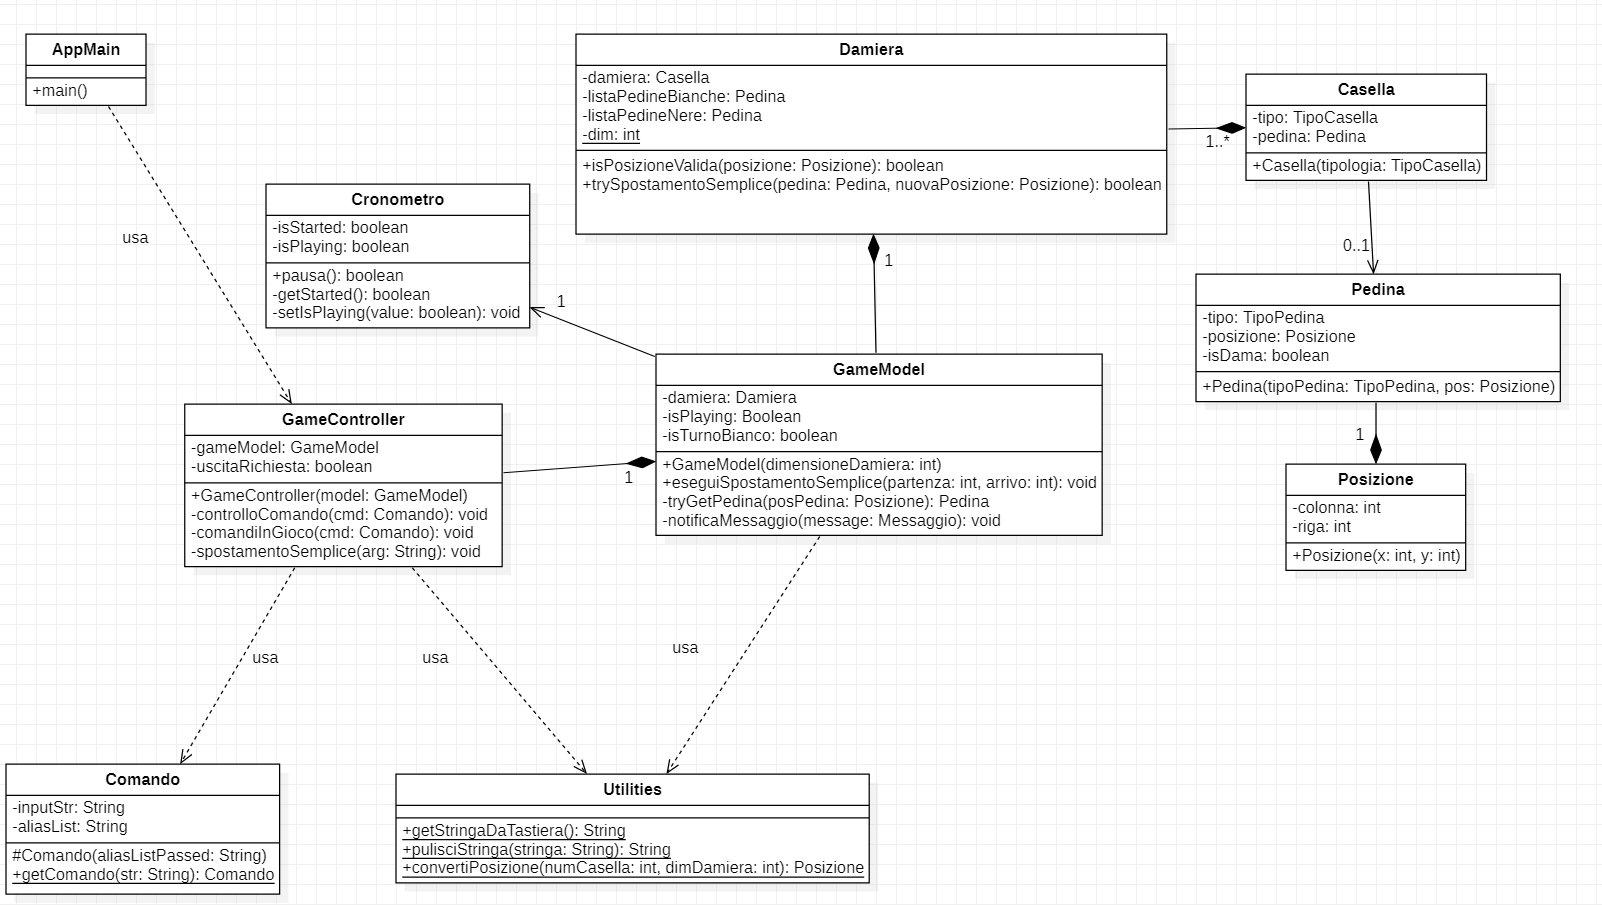 AppMain
+main()
usa
Cronometro
-isStarted: boolean
-isPlaying: boolean
+pausa(): boolean
-getStarted(): boolean
-setIsPlaying(value: boolean): void
1
Damiera
-damiera: Casella
-listaPedineBianche: Pedina
-listaPedineNere: Pedina
-dim: int
+isPosizioneValida(posizione: Posizione): boolean
+trySpostamentoSemplice(pedina: Pedina, nuovaPosizione: Posizione): boolean
1
1..*
Casella
-tipo: TipoCasella
-pedina: Pedina
+Casella(tipologia: TipoCasella)
0..1
Pedina
-tipo: TipoPedina
-posizione: Posizione
-isDama: boolean
+Pedina(tipoPedina: TipoPedina, pos: Posizione)
1
Posizione
-colonna: int
-riga: int
+Posizione(x: int, y: int)
GameModel
-damiera: Damiera
-isPlaying: Boolean
-isTurnoBianco: boolean
+GameModel(dimensioneDamiera: int)
+eseguiSpostamentoSemplice(partenza: int, arrivo: int): void
-tryGetPedina(posPedina: Posizione): Pedina
-notificaMessaggio(message: Messaggio): void
1
GameController
-gameModel: GameModel
-uscitaRichiesta: boolean
+GameController(model: GameModel)
-controlloComando(cmd: Comando): void
-comandiInGioco(cmd: Comando): void
-spostamentoSemplice(arg: String): void
usa
usa
usa
Comando
-inputStr: String
-aliasList: String
#Comando(aliasListPassed: String)
+getComando(str: String): Comando
Utilities
+getStringaDaTastiera(): String
+pulisciStringa(stringa: String): String
+convertiPosizione(numCasella: int, dimDamiera: int): Posizione